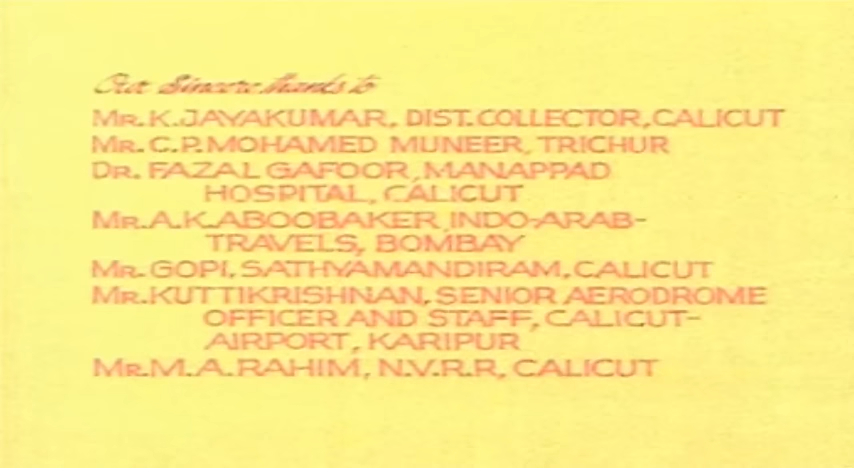 Our Sincere thanks to
MR. K. JAYAKUMAR, DIST. COLLECTOR, CALICUT
MR. C.P. MOHAMED MUNEER, TRICHUR
DR. FAZAL GAFOOR, MANAPPAD
HOSPITAL, CALICUT
MR. A.K. ABOOBAKER, INDO-ARAB-
TRAVELS, BOMBAY
MR. GOPI, SATHYAMANDIRAM, CALICUT
MR. KUTTIKRISHNAN, SENIOR AERODROME
OFFICER AND STAFF, CALICUT-
AIRPORT, KARIPUR
MR. M.A. RAHIM, N.V.R.R, CALICUT